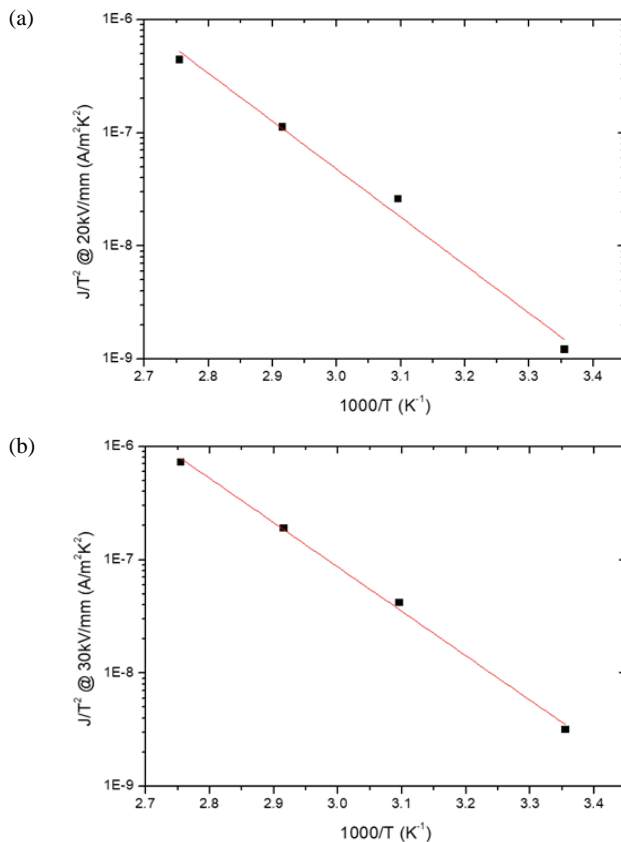 (a)
1E-6
1E-7
1E-8
1E-9
J/T² @ 20kV/mm (A/m²K²)
2.7 2.8 2.9 3.0 3.1 3.2 3.3 3.4
1000/T (K⁻¹)
(b)
1E-6
1E-7
1E-8
1E-9
J/T² @ 30kV/mm (A/m²K²)
2.7 2.8 2.9 3.0 3.1 3.2 3.3 3.4
1000/T (K⁻¹)